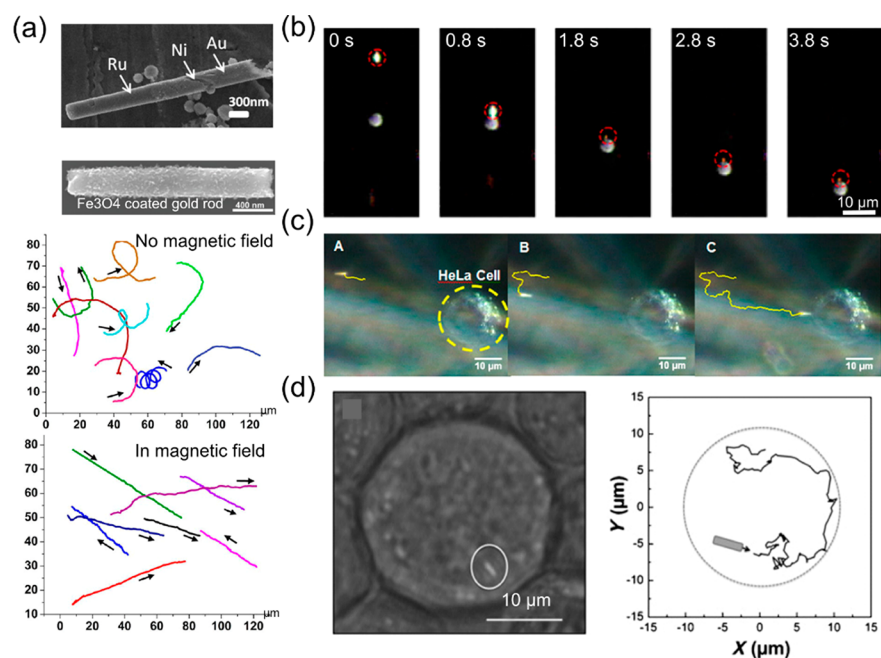 (a)
Ru
Ni
Au
300nm
Fe3O4 coated gold rod
400 nm
No magnetic field
80
70
60
50
40
30
20
10
0
0 20 40 60 80 100 120 μm
In magnetic field
80
70
60
50
40
30
20
10
0 20 40 60 80 100 120 μm
(b)
0 s
0.8 s
1.8 s
2.8 s
3.8 s
10 μm
(c)
A
HeLa Cell
10 μm
B
10 μm
C
10 μm
(d)
10 μm
15
10
5
0
-5
-10
-15
Y (μm)
-15 -10 -5 0 5 10 15
X (μm)